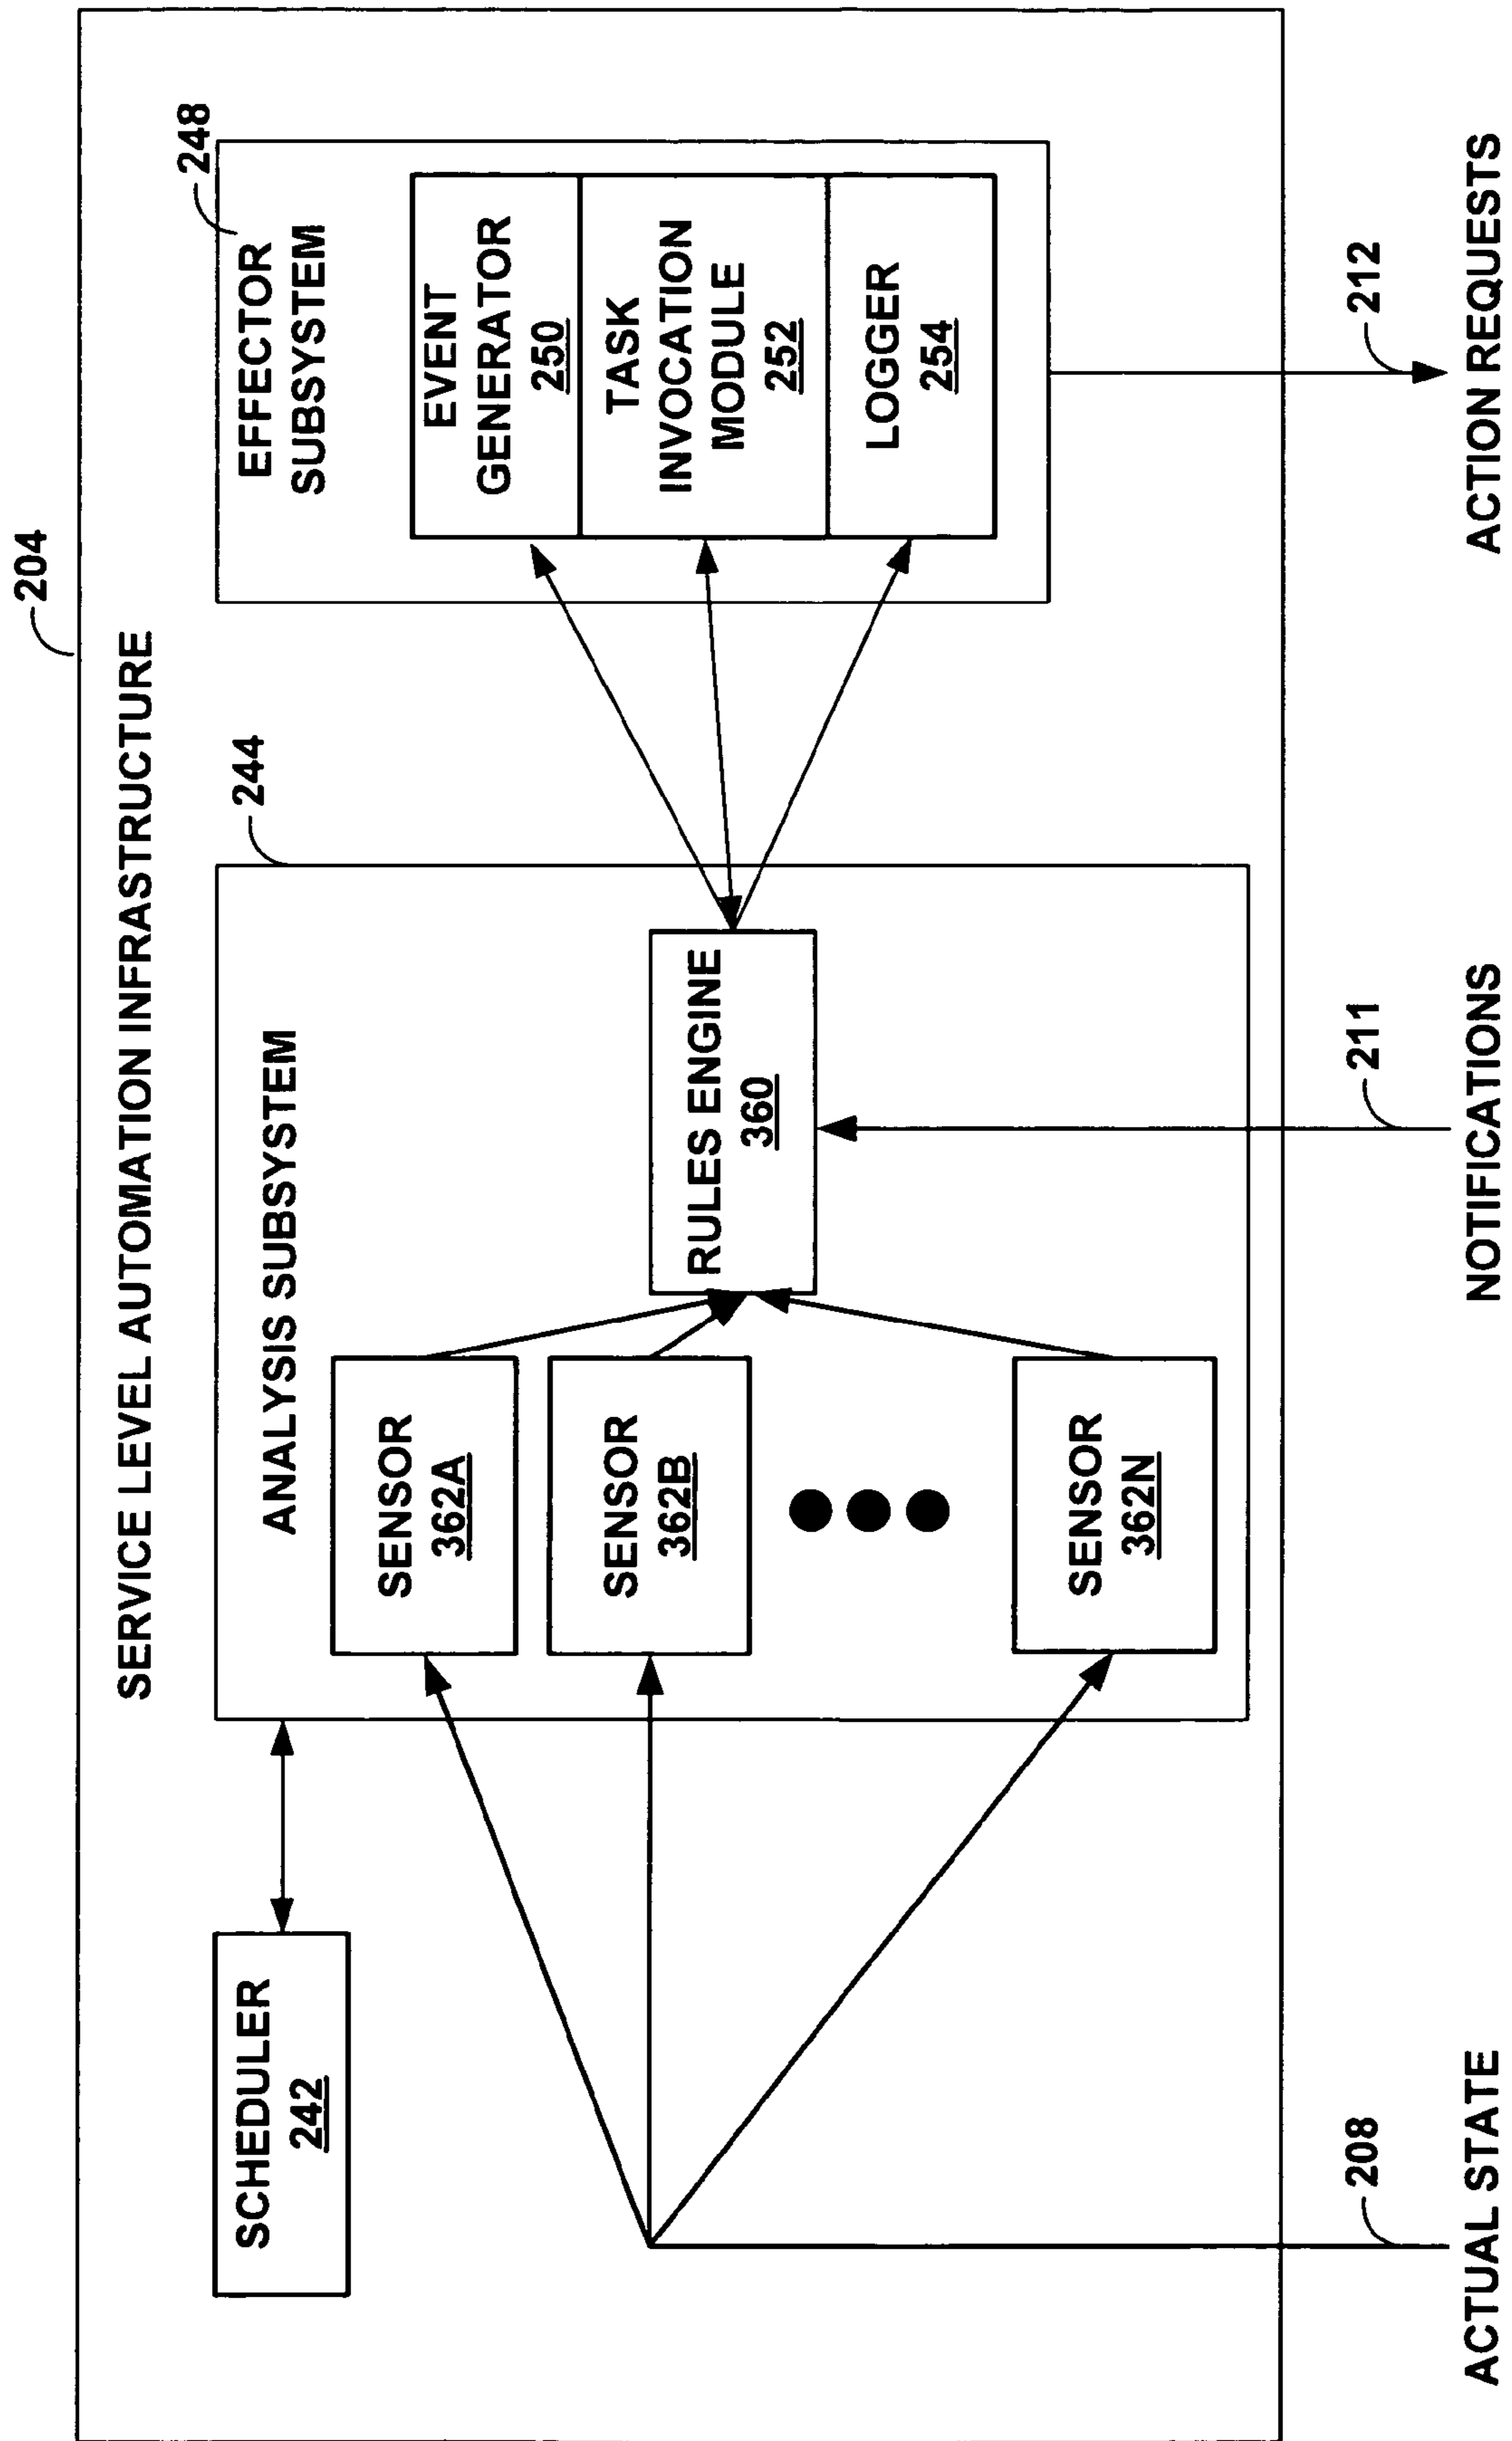 204
SERVICE LEVEL AUTOMATION INFRASTRUCTURE
SCHEDULER
242
244
ANALYSIS SUBSYSTEM
SENSOR
362A
SENSOR
362B
SENSOR
362N
RULES ENGINE
360
248
EFFECTOR
SUBSYSTEM
EVENT
GENERATOR
250
TASK
INVOCATION
MODULE
252
LOGGER
254
208
ACTUAL STATE
211
NOTIFICATIONS
212
ACTION REQUESTS